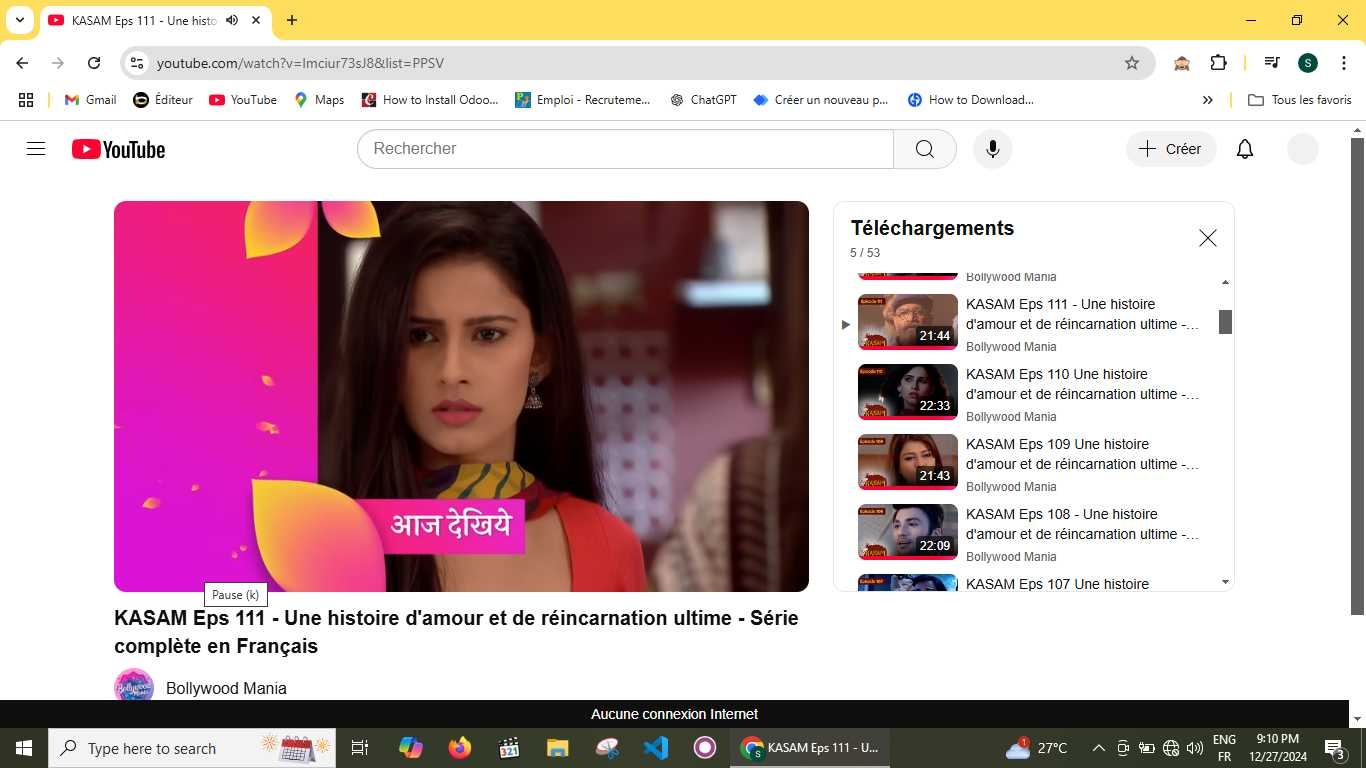 KASAM Eps 111 - Une histo
youtube.com/watch?v=Imciur73sJ8&list=PPSV
S
Gmail
Éditeur
YouTube
Maps
How to Install Odoo...
Emploi - Recruteme...
ChatGPT
Créer un nouveau p...
How to Download...
Tous les favoris
YouTube
Rechercher
Créer
आज देखिये
Pause (k)
KASAM Eps 111 - Une histoire d'amour et de réincarnation ultime - Série
complète en Français
Bollywood Mania
Téléchargements
5 / 53
Bollywood Mania
KASAM Eps 111 - Une histoire
d'amour et de réincarnation ultime -...
21:44
Bollywood Mania
KASAM Eps 110 Une histoire
d'amour et de réincarnation ultime -...
22:33
Bollywood Mania
KASAM Eps 109 Une histoire
d'amour et de réincarnation ultime -...
21:43
Bollywood Mania
KASAM Eps 108 - Une histoire
d'amour et de réincarnation ultime -...
22:09
Bollywood Mania
KASAM Eps 107 Une histoire
Aucune connexion Internet
Type here to search
KASAM Eps 111 - U...
27°C
ENG
FR
9:10 PM
12/27/2024
3